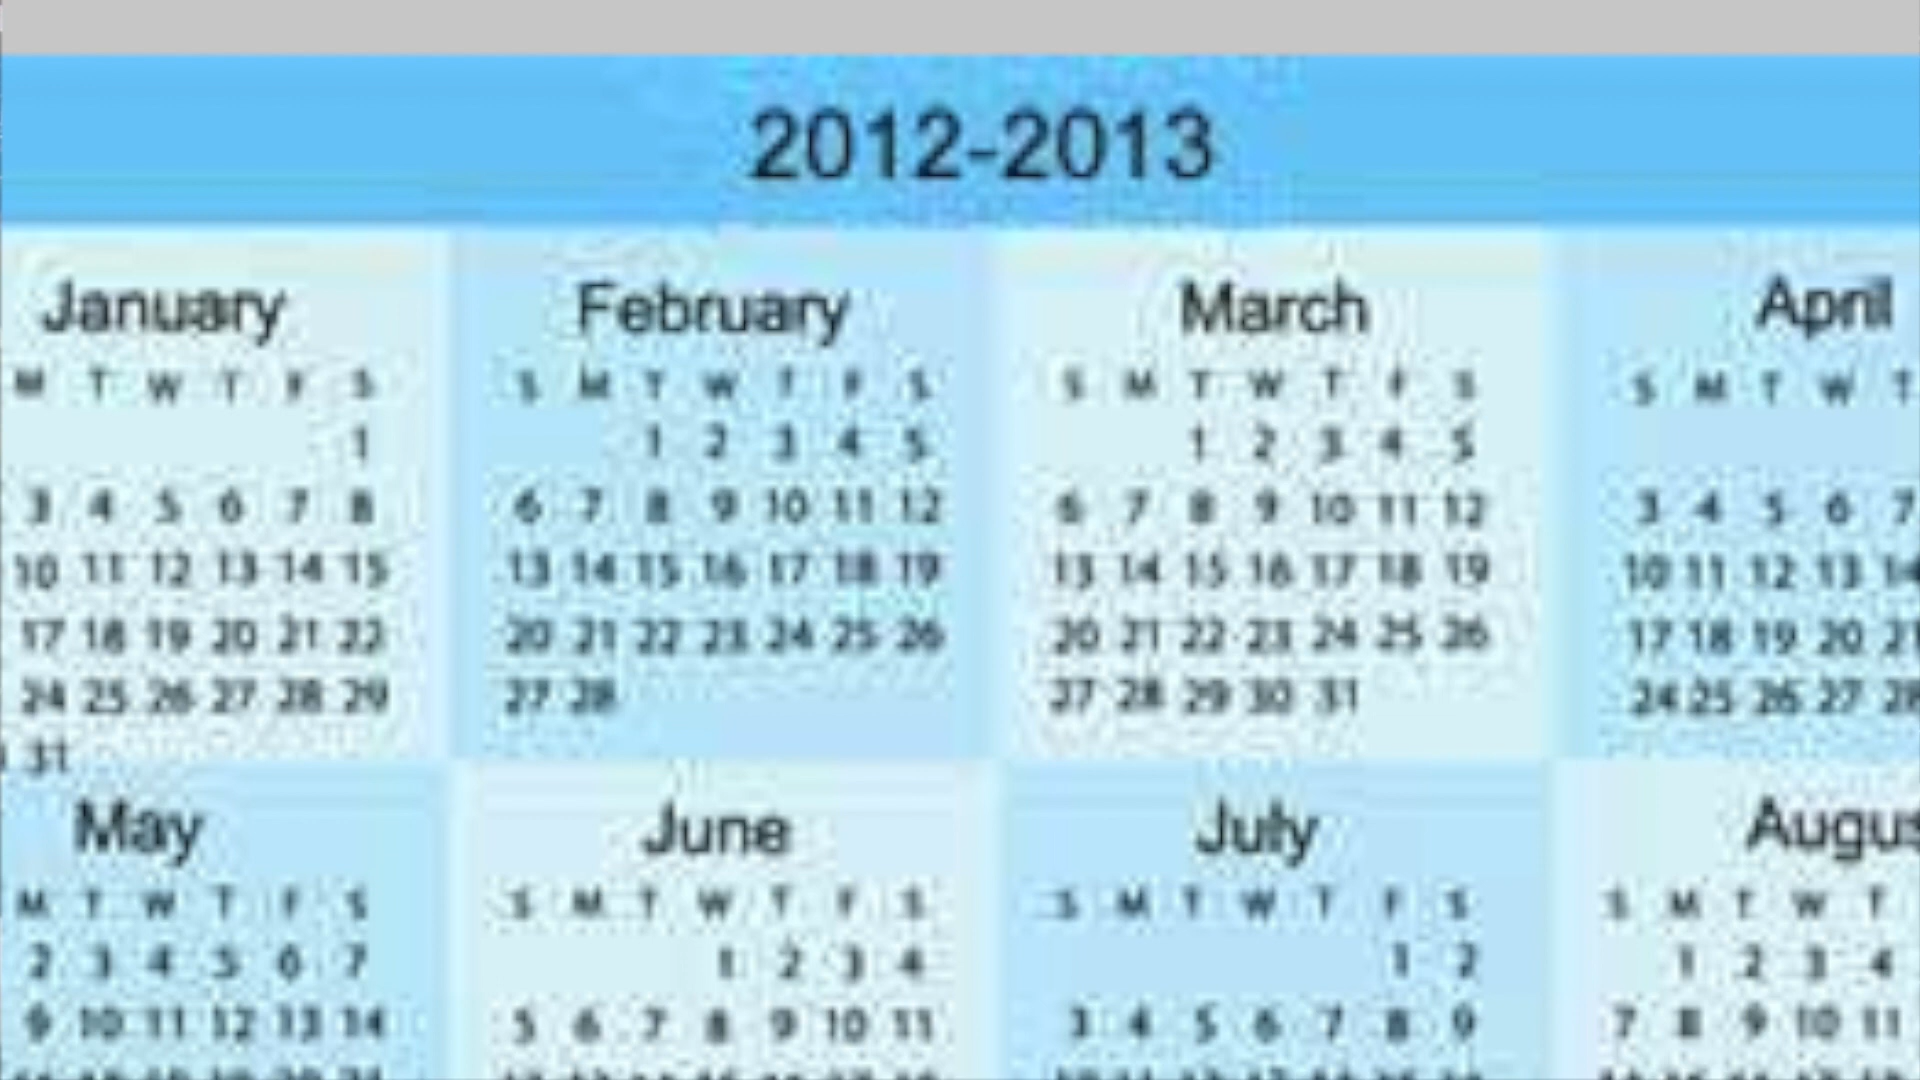 2012-2013
January February March April
M T W T F S S M T W T F S S M T W T F S S M T W T
1 1 2 3 4 5 1 2 3 4 5
3 4 5 6 7 8 6 7 8 9 10 11 12 6 7 8 9 10 11 12 3 4 5 6 7
10 11 12 13 14 15 13 14 15 16 17 18 19 13 14 15 16 17 18 19 10 11 12 13 14
17 18 19 20 21 22 20 21 22 23 24 25 26 20 21 22 23 24 25 26 17 18 19 20 21
24 25 26 27 28 29 27 28 27 28 29 30 31 24 25 26 27 28
31
May June July Augus
M T W T F S S M T W T F S S M T W T F S S M T W T
2 3 4 5 6 7 1 2 3 4 1 2 1 2 3 4
9 10 11 12 13 14 5 6 7 8 9 10 11 3 4 5 6 7 8 9 7 8 9 10 11